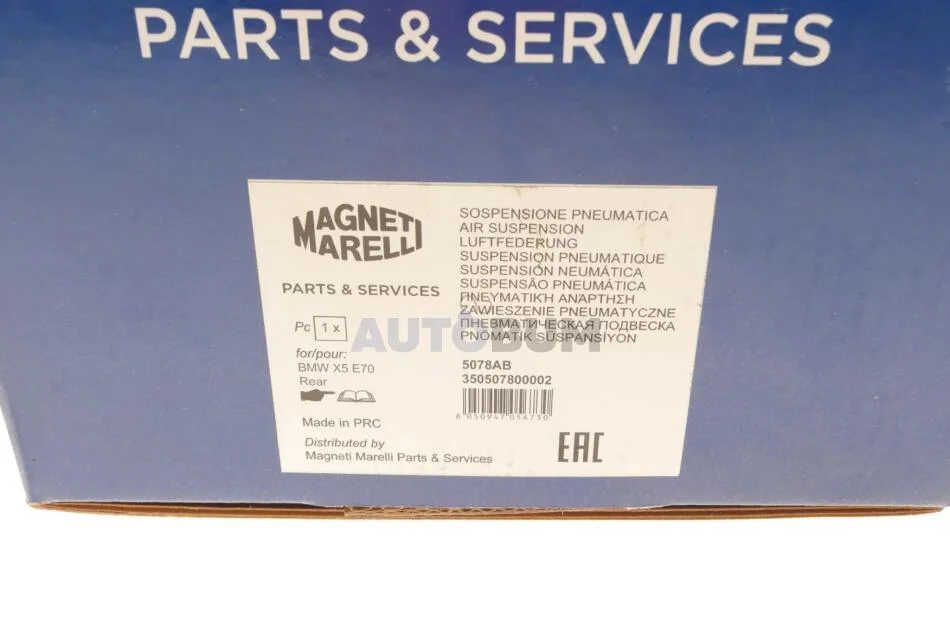 PARTS & SERVICES
MAGNETI
MARELLI
PARTS & SERVICES
Pc 1 x
for/pour:
BMW X5 E70
Rear
Made in PRC
Distributed by
Magneti Marelli Parts & Services
SOSPENSIONE PNEUMATICA
AIR SUSPENSION
LUFTFEDERUNG
SUSPENSION PNEUMATIQUE
SUSPENSIÓN NEUMÁTICA
SUSPENSÃO PNEUMÁTICA
ΠΝΕΥΜΑΤΙΚΉ ΑΝΆΡΤΗΣΗ
ZAWIESZENIE PNEUMATYCZNE
ПНЕВМАТИЧЕСКАЯ ПОДВЕСКА
PNÖMATIK SÜSPANSİYON
AUTOBUM
5078AB
350507800002
8 050947 056730
EAC